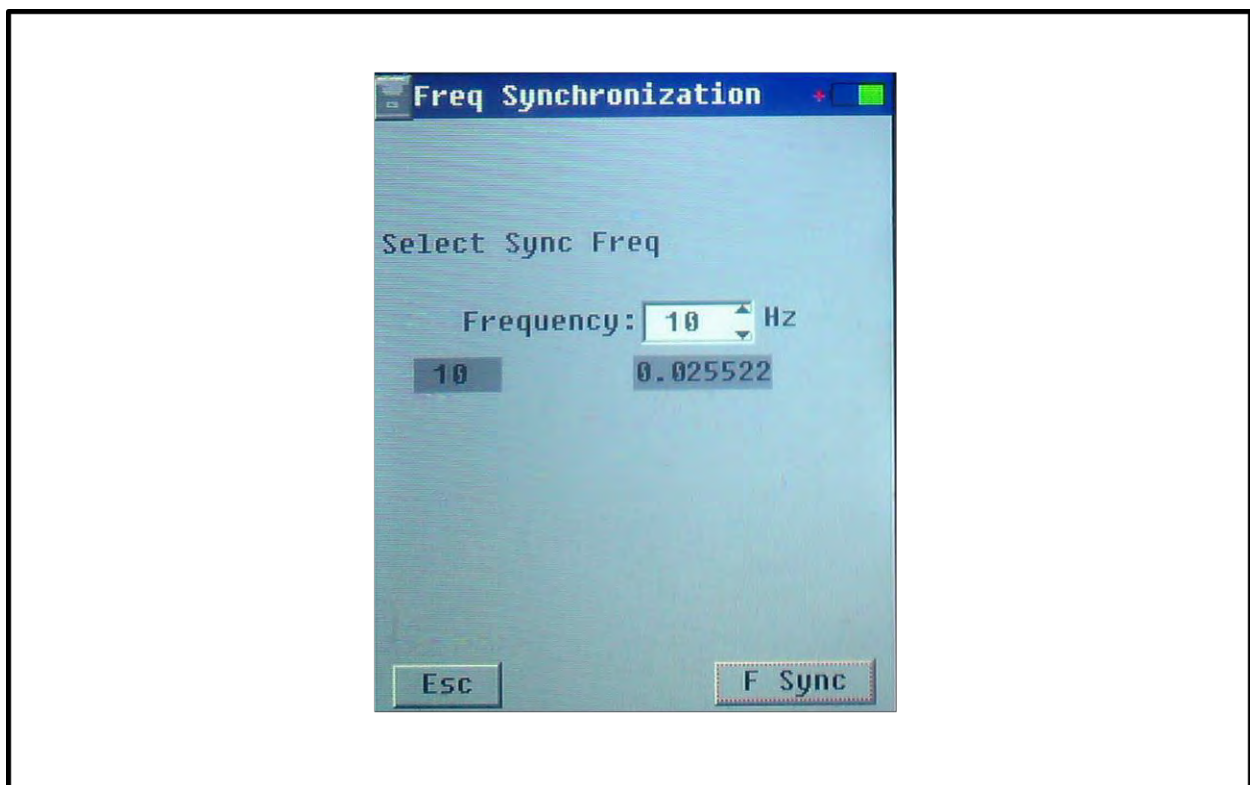 Freq Synchronization
Select Sync Freq
Frequency: 10 Hz
10 0.025522
Esc F Sync